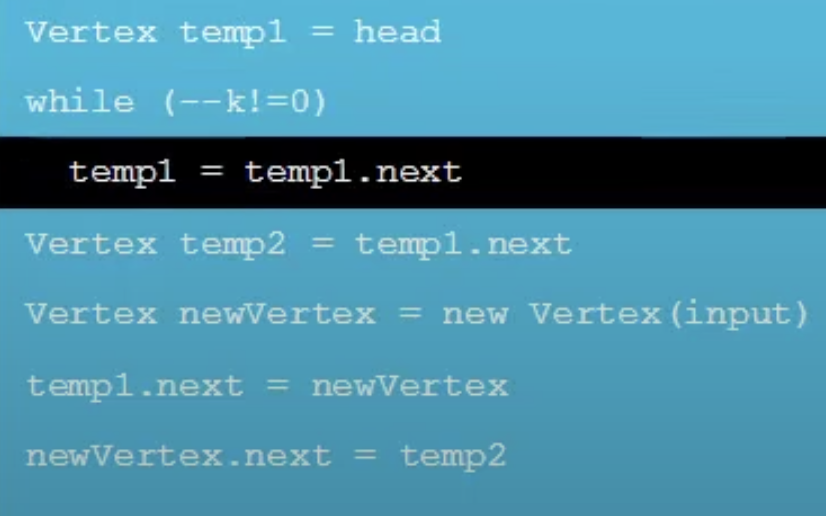 Vertex temp1 = head
while (--k!=0)
temp1 = temp1.next
Vertex temp2 = temp1.next
Vertex newVertex = new Vertex(input)
temp1.next = newVertex
newVertex.next = temp2